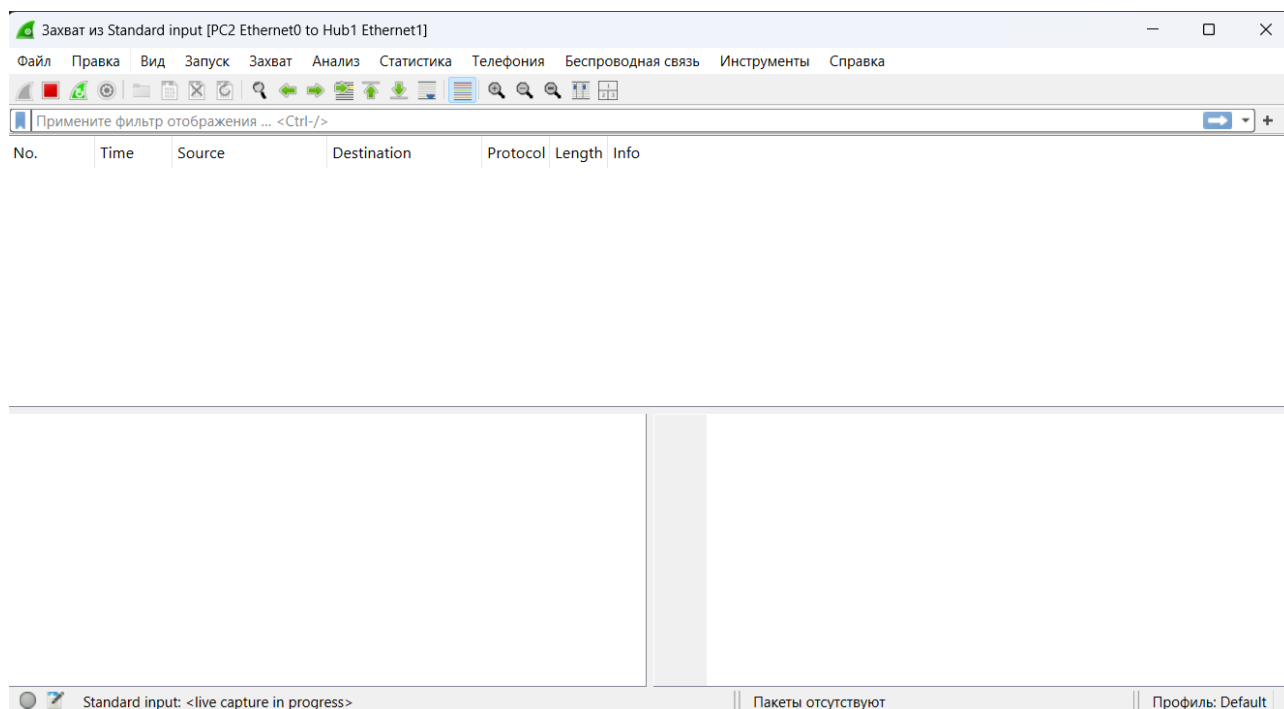 Захват из Standard input [PC2 Ethernet0 to Hub1 Ethernet1]
Файл Правка Вид Запуск Захват Анализ Статистика Телефония Беспроводная связь Инструменты Справка
Примените фильтр отображения ... <Ctrl-/>
No. Time Source Destination Protocol Length Info
Standard input: <live capture in progress> Пакеты отсутствуют Профиль: Default